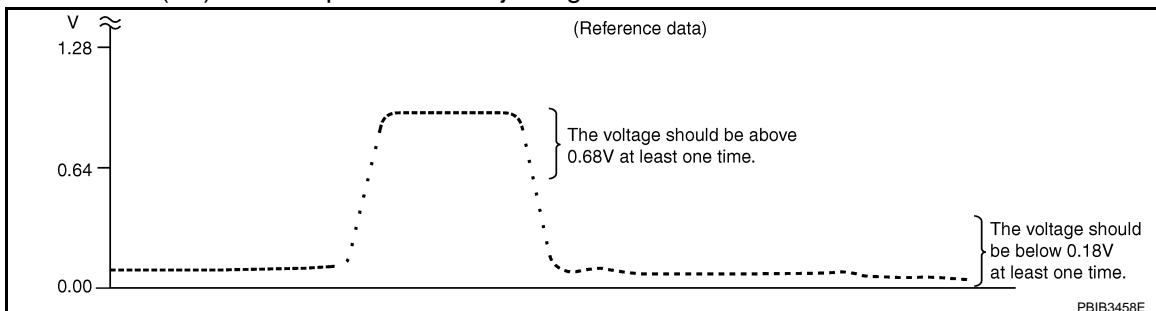 V
(Reference data)
1.28
The voltage should be above
0.68V at least one time.
0.64
The voltage should
be below 0.18V
at least one time.
0.00
PBIB3458E